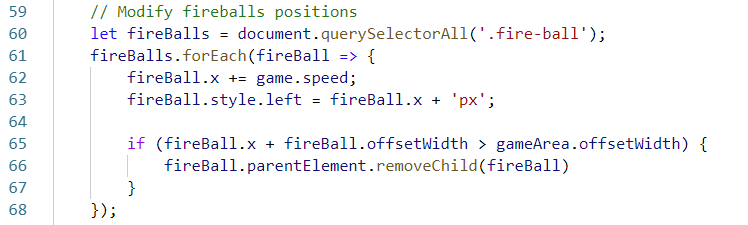 59 // Modify fireballs positions
60 let fireBalls = document.querySelectorAll('.fire-ball');
61 fireBalls.forEach(fireBall => {
62 fireBall.x += game.speed;
63 fireBall.style.left = fireBall.x + 'px';
64
65 if (fireBall.x + fireBall.offsetWidth > gameArea.offsetWidth) {
66 fireBall.parentElement.removeChild(fireBall)
67 }
68 });